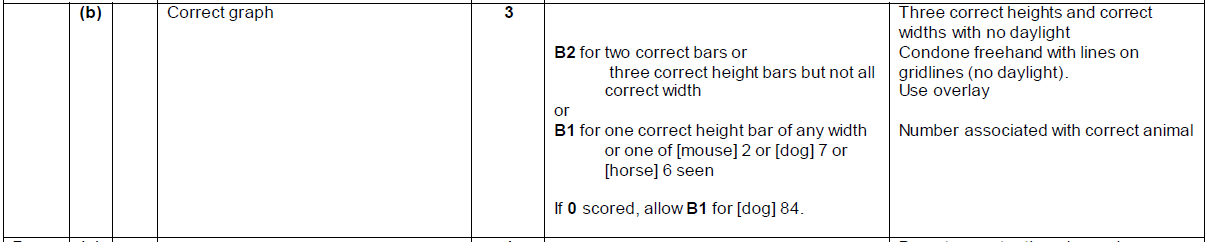 (b) Correct graph 3 Three correct heights and correct
widths with no daylight
B2 for two correct bars or Condone freehand with lines on
three correct height bars but not all gridlines (no daylight).
correct width Use overlay
or
B1 for one correct height bar of any width Number associated with correct animal
or one of [mouse] 2 or [dog] 7 or
[horse] 6 seen
If 0 scored, allow B1 for [dog] 84.